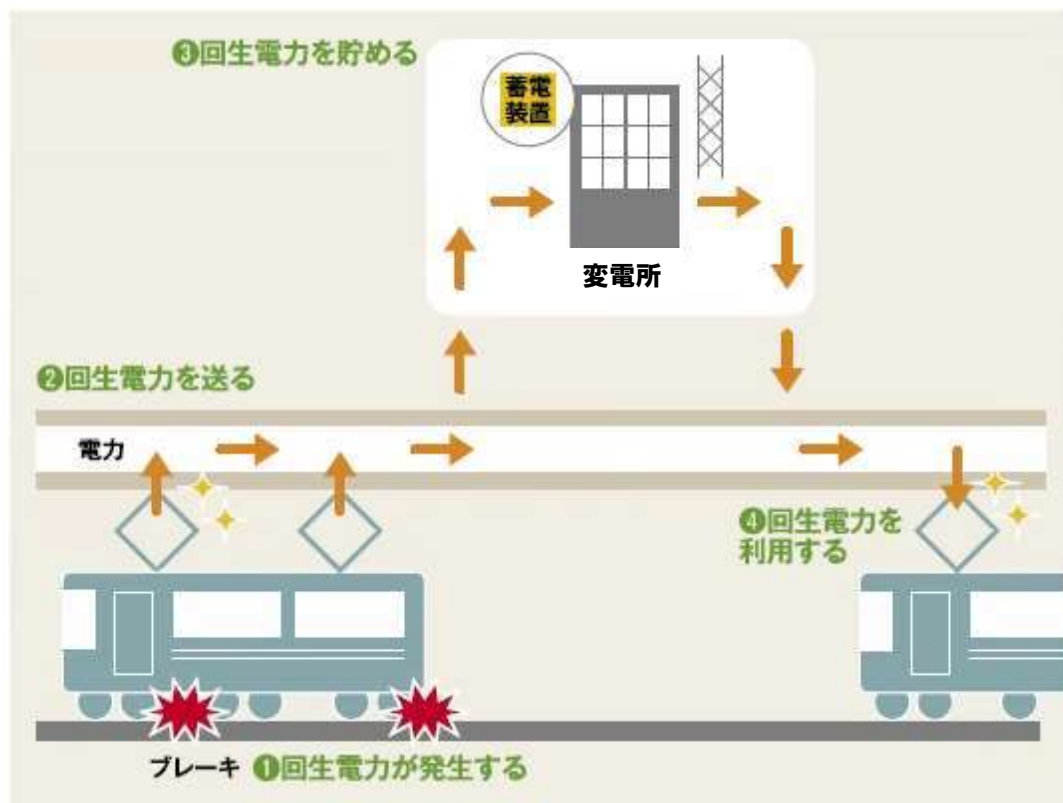 ❸回生電力を貯める
蓄電
装置
変電所
❷回生電力を送る
電力
❹回生電力を
利用する
ブレーキ ❶回生電力が発生する